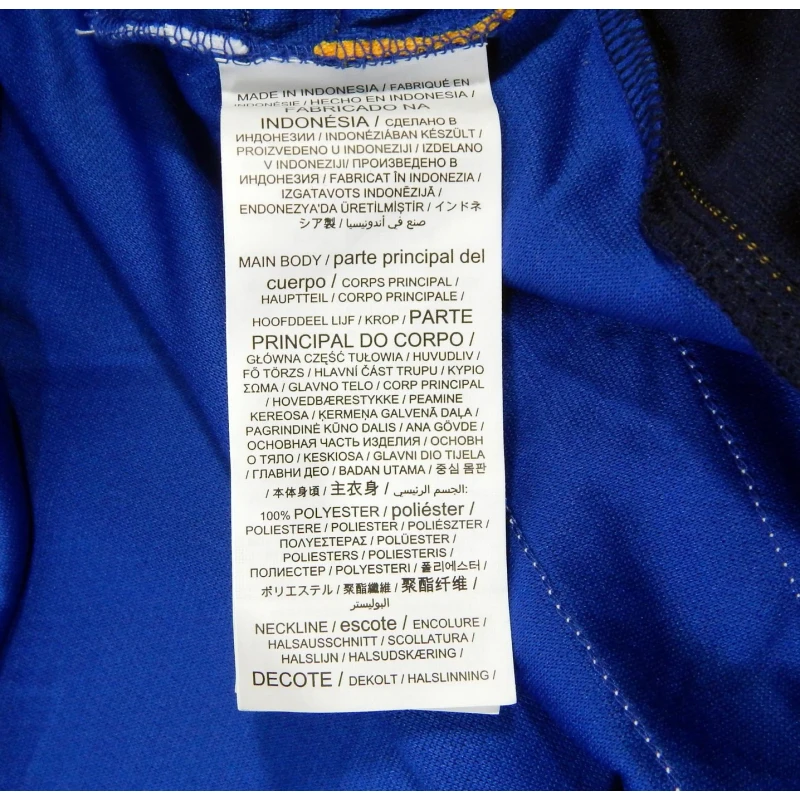 MADE IN INDONESIA / FABRIQUÉ EN
INDONÉSIE / HECHO EN INDONESIA /
FABRICADO NA
INDONÉSIA / СДЕЛАНО В
ИНДОНЕЗИИ / INDONÉZIÁBAN KÉSZÜLT /
PROIZVEDENO U INDONEZIJI / IZDELANO
V INDONEZIJI/ ПРОИЗВЕДЕНО В
ИНДОНЕЗИЯ / FABRICAT ÎN INDONEZIA /
IZGATAVOTS INDONĒZIJĀ /
ENDONEZYA'DA ÜRETİLMİŞTİR / インドネ
シア製 / صنع في أندونيسيا
MAIN BODY / parte principal del
cuerpo / CORPS PRINCIPAL /
HAUPTTEIL / CORPO PRINCIPALE /
HOOFDDEEL LIJF / KROP / PARTE
PRINCIPAL DO CORPO /
GŁÓWNA CZĘŚĆ TUŁOWIA / HUVUDLIV /
FŐ TÖRZS / HLAVNÍ ČÁST TRUPU / ΚΥΡΙΟ
ΣΩΜΑ / GLAVNO TELO / CORP PRINCIPAL
/ HOVEDBÆRESTYKKE / PEAMINE
KEREOSA / ĶERMEŅA GALVENĀ DAĻA /
PAGRINDINĖ KŪNO DALIS / ANA GÖVDE /
ОСНОВНАЯ ЧАСТЬ ИЗДЕЛИЯ / ОСНОВН
О ТЯЛО / KESKIOSA / GLAVNI DIO TIJELA
/ ГЛАВНИ ДЕО / BADAN UTAMA / 중심 몸판
/ 本体身頃 / 主衣身 / الجسم الرئيسي:
100% POLYESTER / poliéster /
POLIESTERE / POLIESTER / POLIÉSZTER /
ΠΟΛΥΕΣΤΕΡΑΣ / POLÜESTER /
POLIESTERS / POLIESTERIS /
ПОЛИЕСТЕР / POLYESTERI / 폴리에스터 /
ポリエステル / 聚酯纖維 / 聚酯纤维 /
البوليستر
NECKLINE / escote / ENCOLURE /
HALSAUSSCHNITT / SCOLLATURA /
HALSLIJN / HALSUDSKÆRING /
DECOTE / DEKOLT / HALSLINNING /